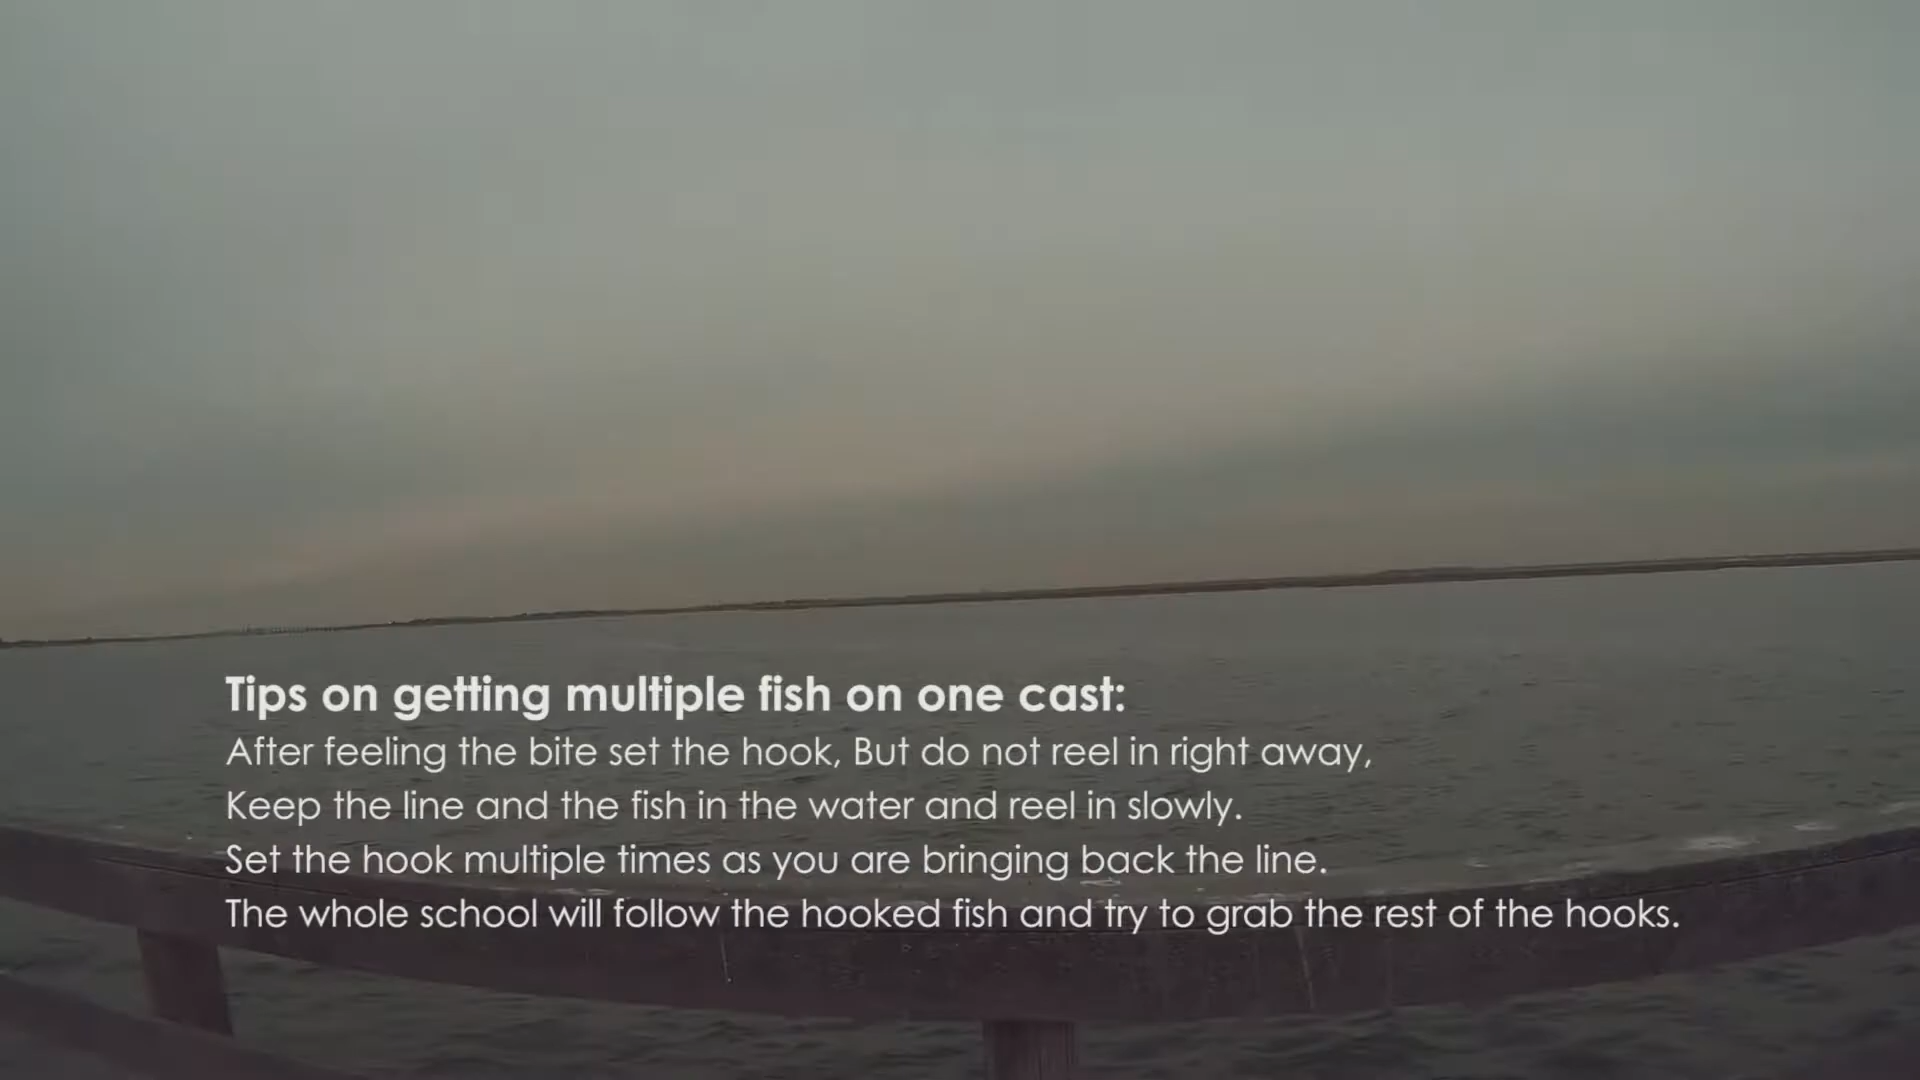 Tips on getting multiple fish on one cast:
After feeling the bite set the hook, But do not reel in right away,
Keep the line and the fish in the water and reel in slowly.
Set the hook multiple times as you are bringing back the line.
The whole school will follow the hooked fish and try to grab the rest of the hooks.